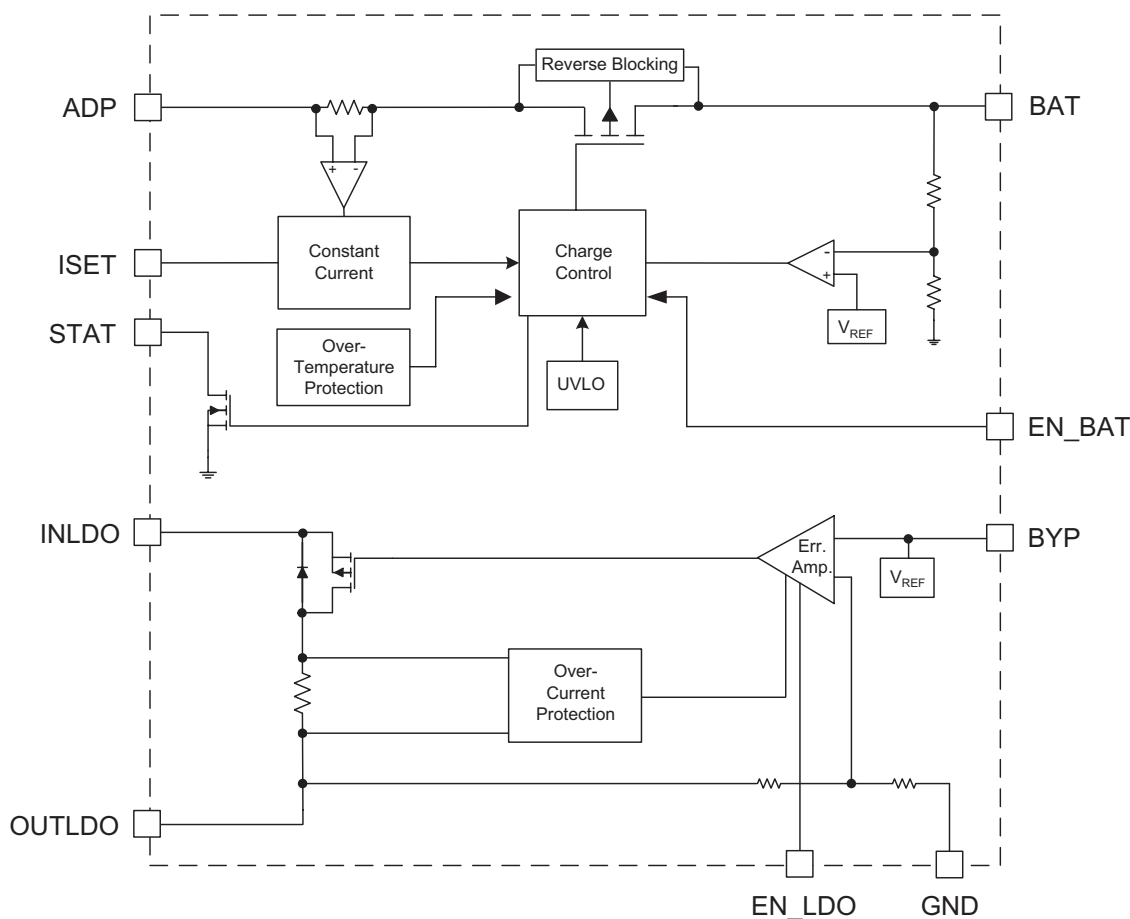 Reverse Blocking
ADP
BAT
+ -
ISET
Constant
Current
Charge
Control
-
+
VREF
STAT
Over-
Temperature
Protection
UVLO
EN_BAT
INLDO
BYP
Err.
Amp.
VREF
Over-
Current
Protection
OUTLDO
EN_LDO
GND